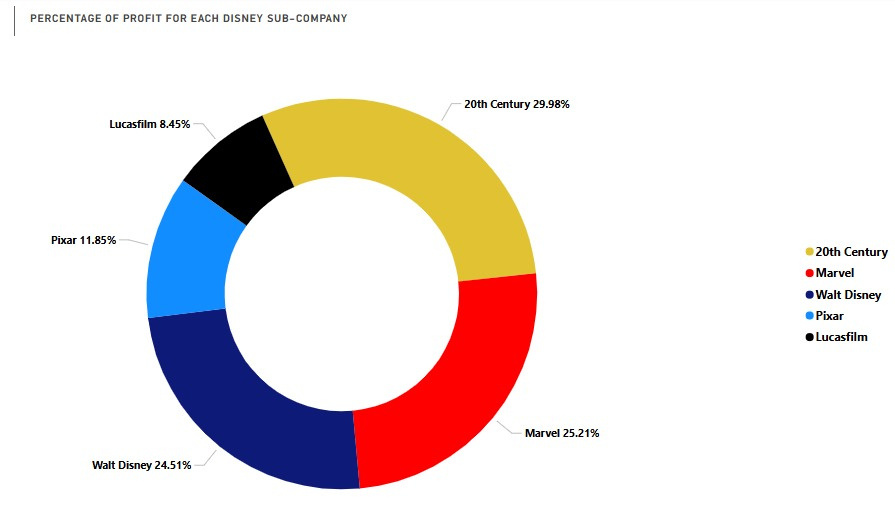 PERCENTAGE OF PROFIT FOR EACH DISNEY SUB-COMPANY
20th Century 29.98%
Lucasfilm 8.45%
Pixar 11.85%
Walt Disney 24.51%
Marvel 25.21%
20th Century
Marvel
Walt Disney
Pixar
Lucasfilm